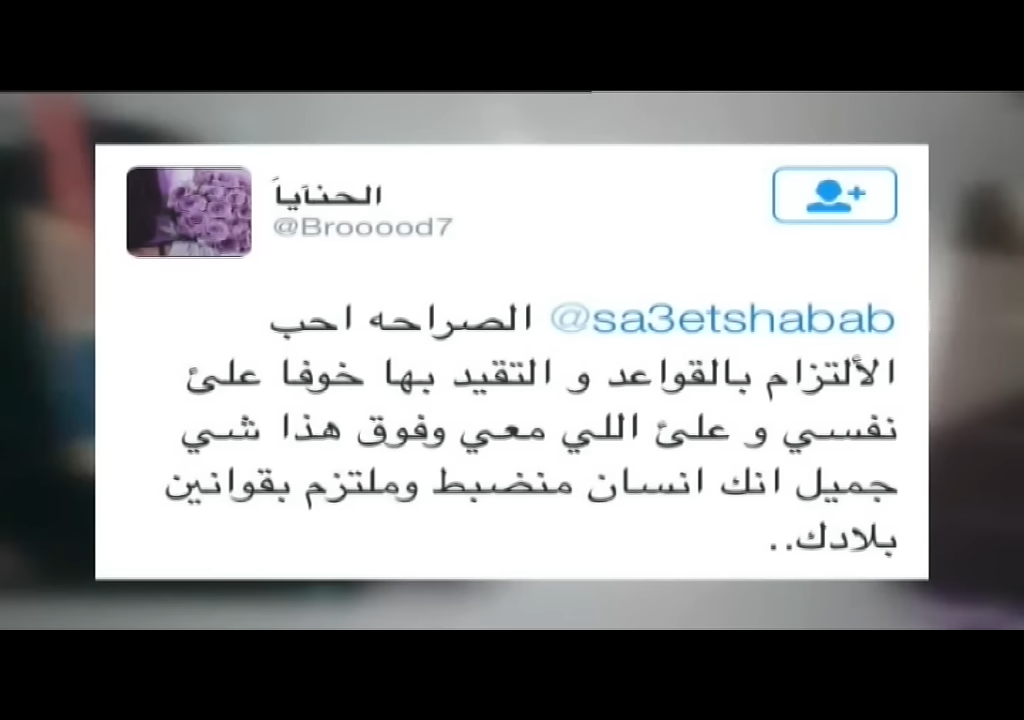 الحنآيآ
@Brooood7
@sa3etshabab الصراحه احب
الألتزام بالقواعد و التقيد بها خوفا علئ
نفسي و علئ اللي معي وفوق هذا شي
جميل انك انسان منضبط وملتزم بقوانين
بلادك..